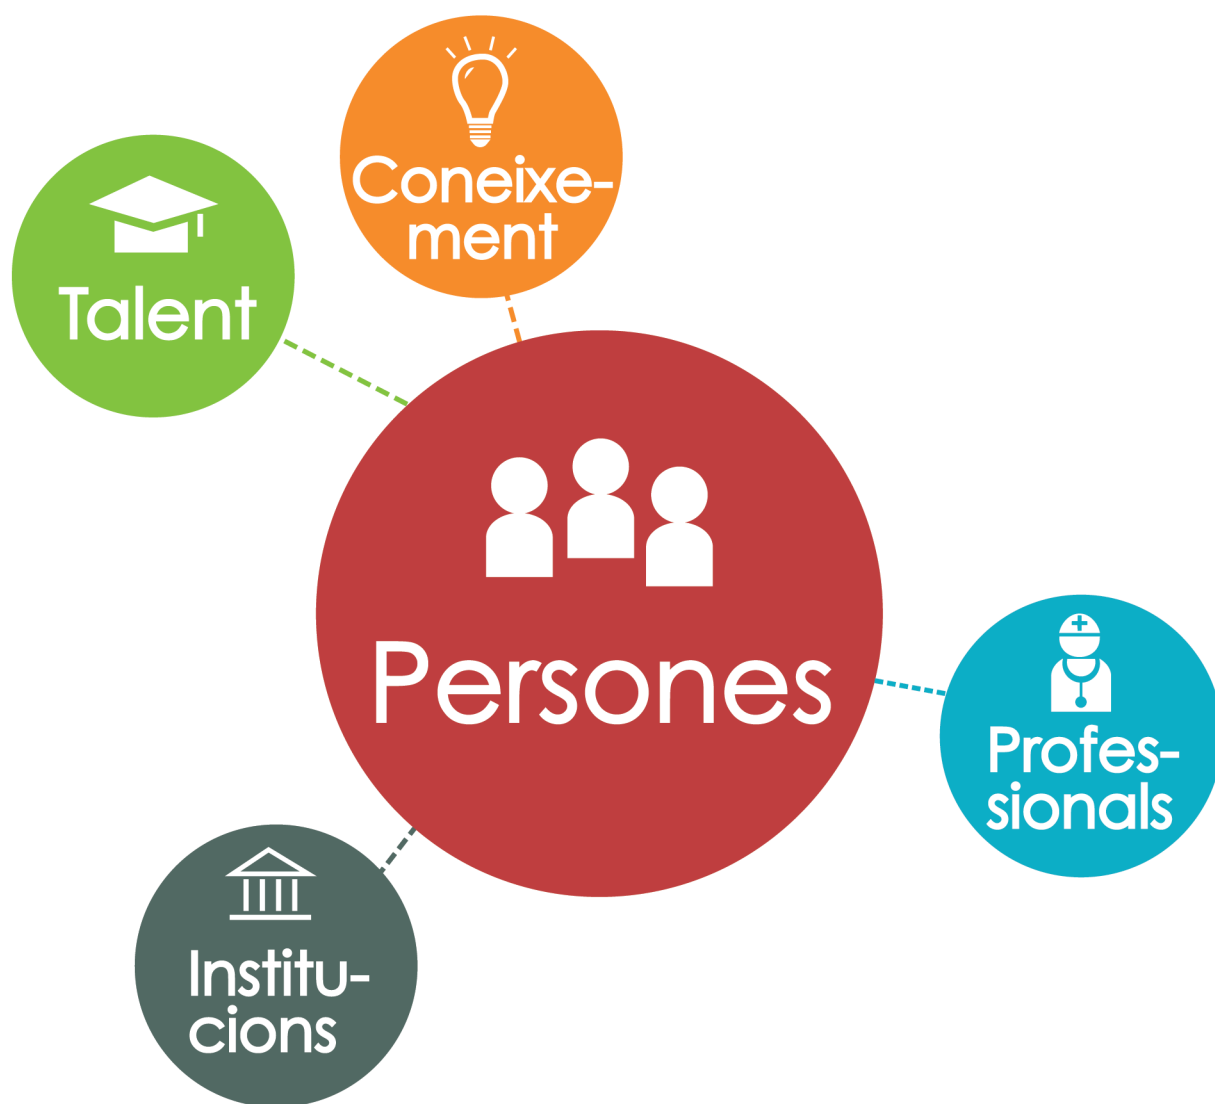 Coneixe-
ment
Talent
Persones
Profes-
sionals
Institu-
cions